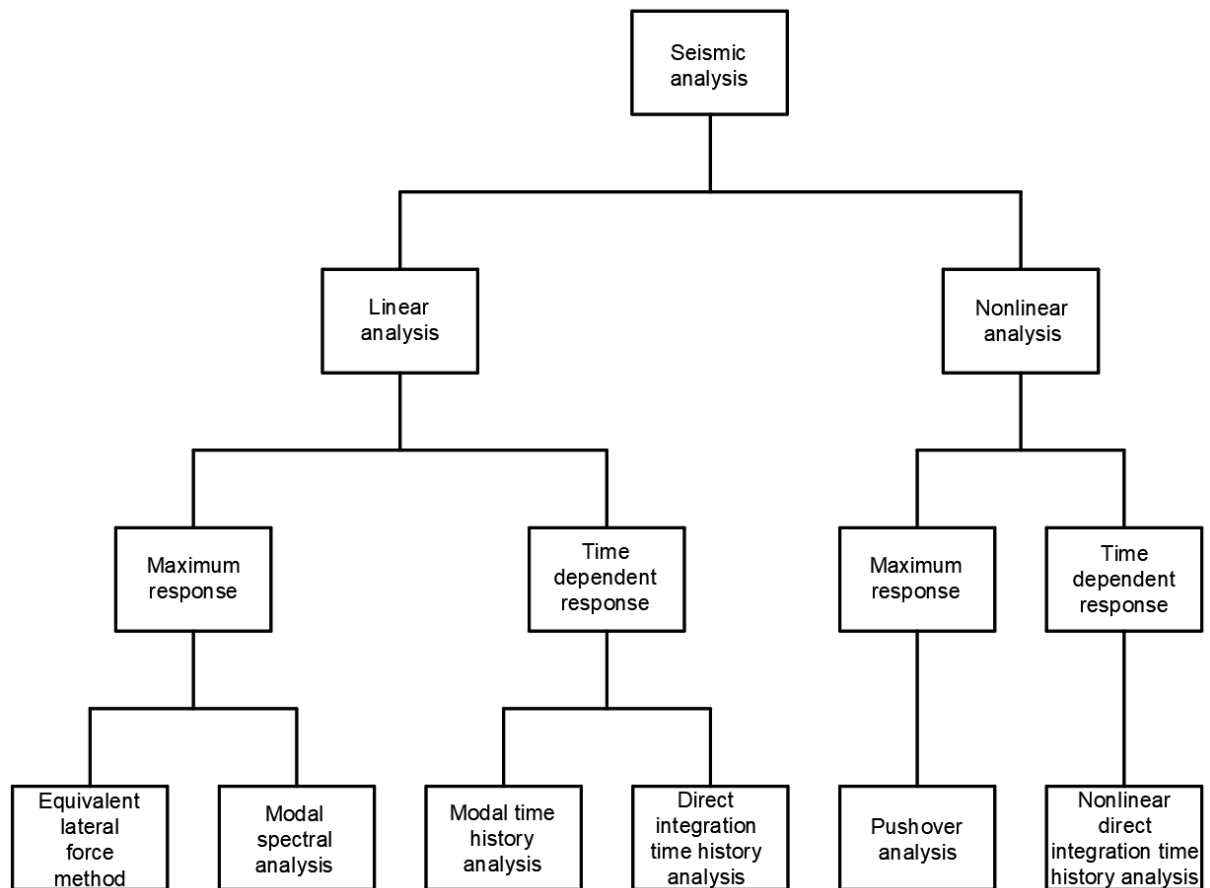 Seismic
analysis
Linear
analysis
Nonlinear
analysis
Maximum
response
Time
dependent
response
Maximum
response
Time
dependent
response
Equivalent
lateral
force
method
Modal
spectral
analysis
Modal time
history
analysis
Direct
integration
time history
analysis
Pushover
analysis
Nonlinear
direct
integration time
history analysis